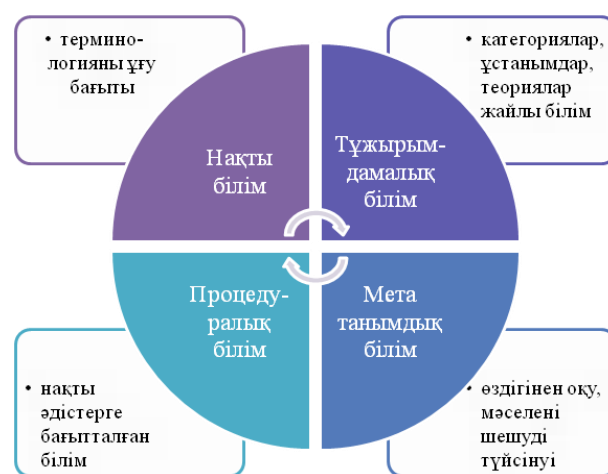 • термино-
логияны ұғу
бағыты
• категориялар,
ұстанымдар,
теориялар
жайлы білім
Нақты
білім
Тұжырым-
дамалық
білім
Процеду-
ралық
білім
Мета
танымдық
білім
• нақты
әдістерге
бағытталған
білім
• өздігінен оқу,
мәселені
шешуді
түйсінуі